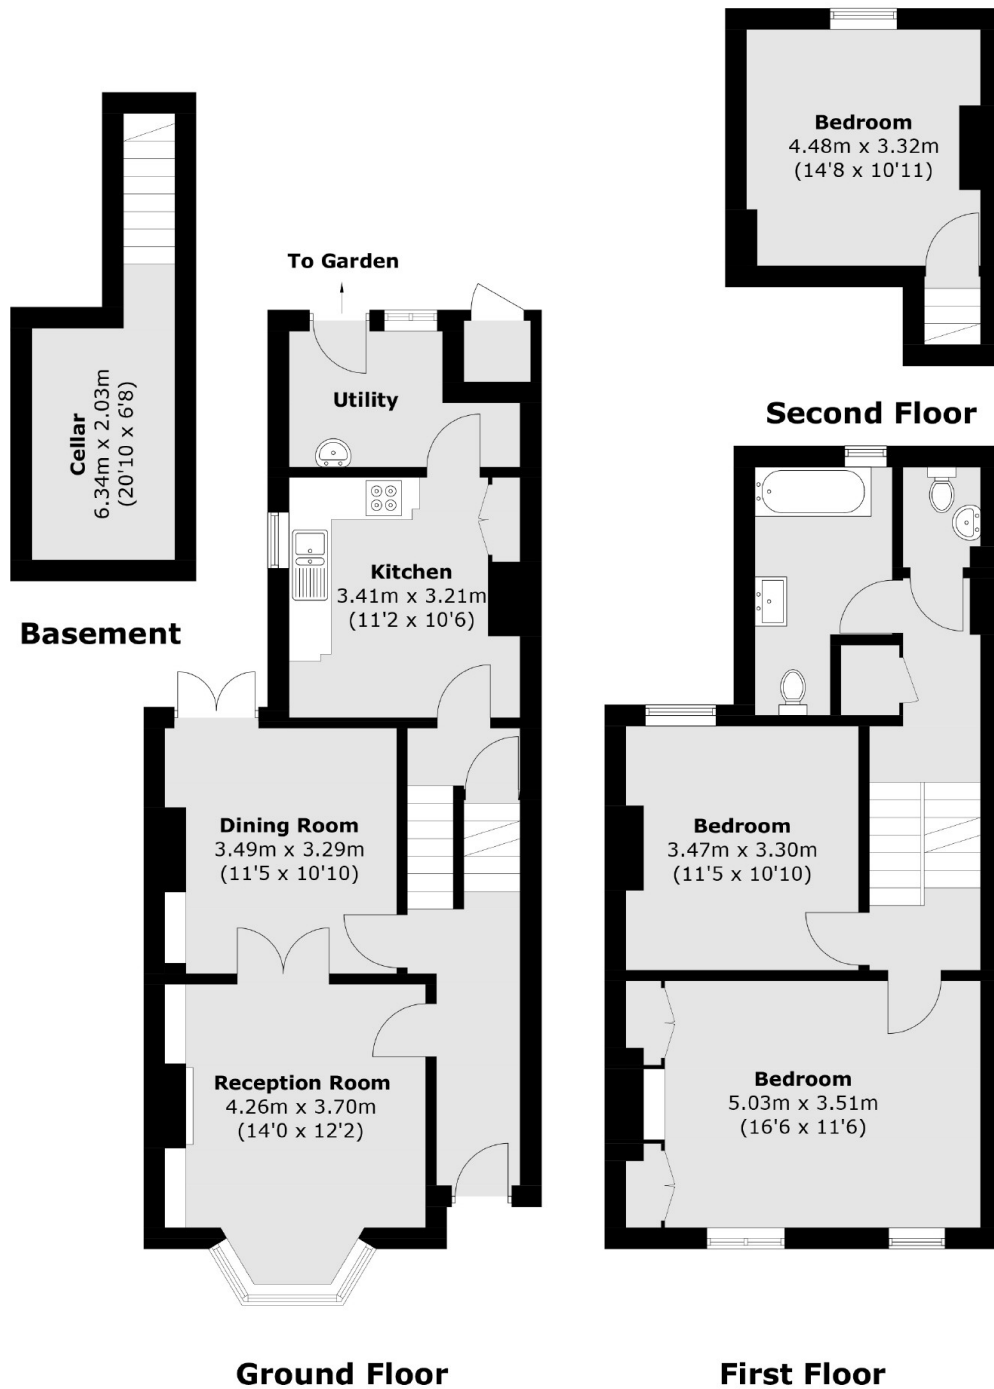 Bedroom
4.48m x 3.32m
(14'8 x 10'11)
Second Floor
Cellar
6.34m x 2.03m
(20'10 x 6'8)
Basement
To Garden
Utility
Kitchen
3.41m x 3.21m
(11'2 x 10'6)
Dining Room
3.49m x 3.29m
(11'5 x 10'10)
Reception Room
4.26m x 3.70m
(14'0 x 12'2)
Ground Floor
Bedroom
3.47m x 3.30m
(11'5 x 10'10)
Bedroom
5.03m x 3.51m
(16'6 x 11'6)
First Floor